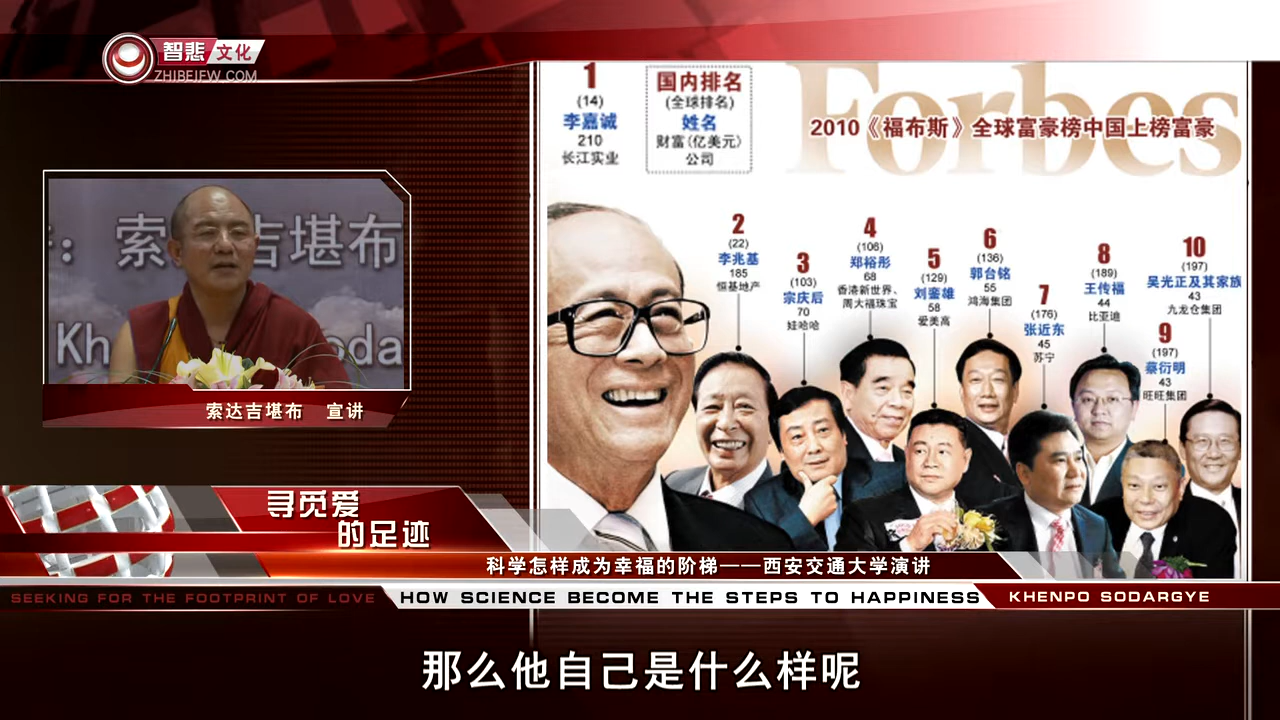 智悲文化
ZHIBEIFW.COM
：索达吉堪布
Kh
oda
索达吉堪布 宣讲
Forbes
2010《福布斯》全球富豪榜中国上榜富豪
国内排名
(全球排名)
姓名
财富(亿美元)
公司
1
(14)
李嘉诚
210
长江实业
2
(22)
李兆基
185
恒基地产
3
(103)
宗庆后
70
娃哈哈
4
(106)
郑裕彤
68
香港新世界、
周大福珠宝
5
(129)
刘銮雄
58
爱美高
6
(136)
郭台铭
55
鸿海集团
7
(176)
张近东
45
苏宁
8
(189)
王传福
44
比亚迪
9
(197)
蔡衍明
43
旺旺集团
10
(197)
吴光正及其家族
43
九龙仓集团
寻觅爱
的足迹
科学怎样成为幸福的阶梯——西安交通大学演讲
SEEKING FOR THE FOOTPRINT OF LOVE
HOW SCIENCE BECOME THE STEPS TO HAPPINESS
KHENPO SODARGYE
那么他自己是什么样呢